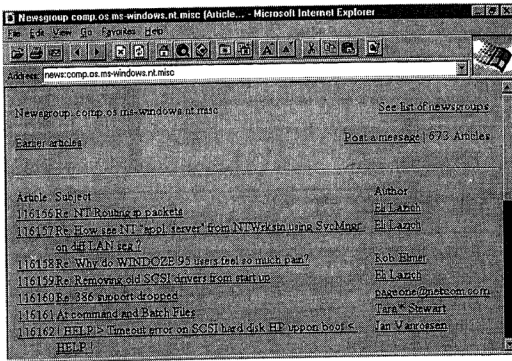 Newsgroup comp.os.ms-windows.nt.misc (Article... - Microsoft Internet Explorer
File Edit View Go Favorites Help
Address: news:comp.os.ms-windows.nt.misc
Newsgroup: comp.os.ms-windows.nt.misc
See list of newsgroups
Earlier articles
Post a message | 673 Articles
Article Subject Author
116156 Re: NT Routing ip packets Eli Lazich
116157 Re: How see NT "appl. server" from NTWrkstn using SvcMngr Eli Lazich
on diff LAN seg ?
116158 Re: Why do WINDOZE 95 users feel so much pain? Rob Elmer
116159 Re: Removing old SCSI drivers from start up Eli Lazich
116160 Re: 386 support dropped pageone@netcom.com
116161 At command and Batch Files Tara* Stewart
116162 ! HELP > Timeout error on SCSI hard disk HP uppon boot < Jan Vanrossen
HELP !